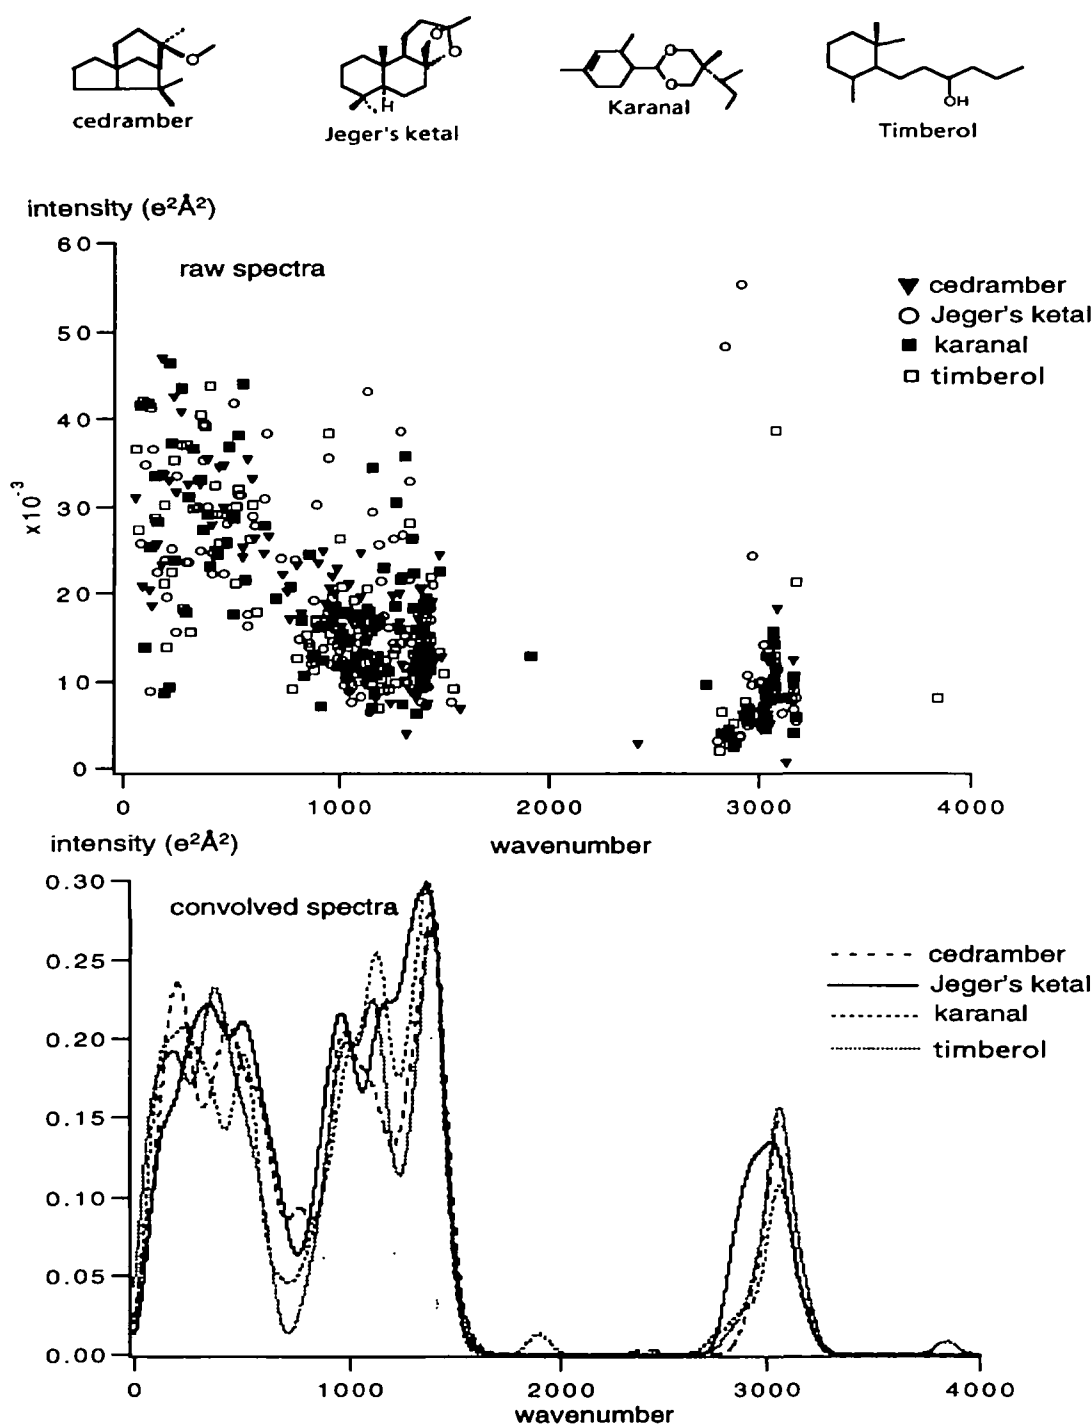 O
cedramber
O
O
H
Jeger's ketal
O
O
Karanal
OH
Timberol
intensity (e²Å²)
60
raw spectra
cedramber
Jeger's ketal
karanal
timberol
50
40
x10⁻³
30
20
10
0
0 1000 2000 3000 4000
wavenumber
intensity (e²Å²)
0.30
convolved spectra
cedramber
Jeger's ketal
karanal
timberol
0.25
0.20
0.15
0.10
0.05
0.00
0 1000 2000 3000 4000
wavenumber